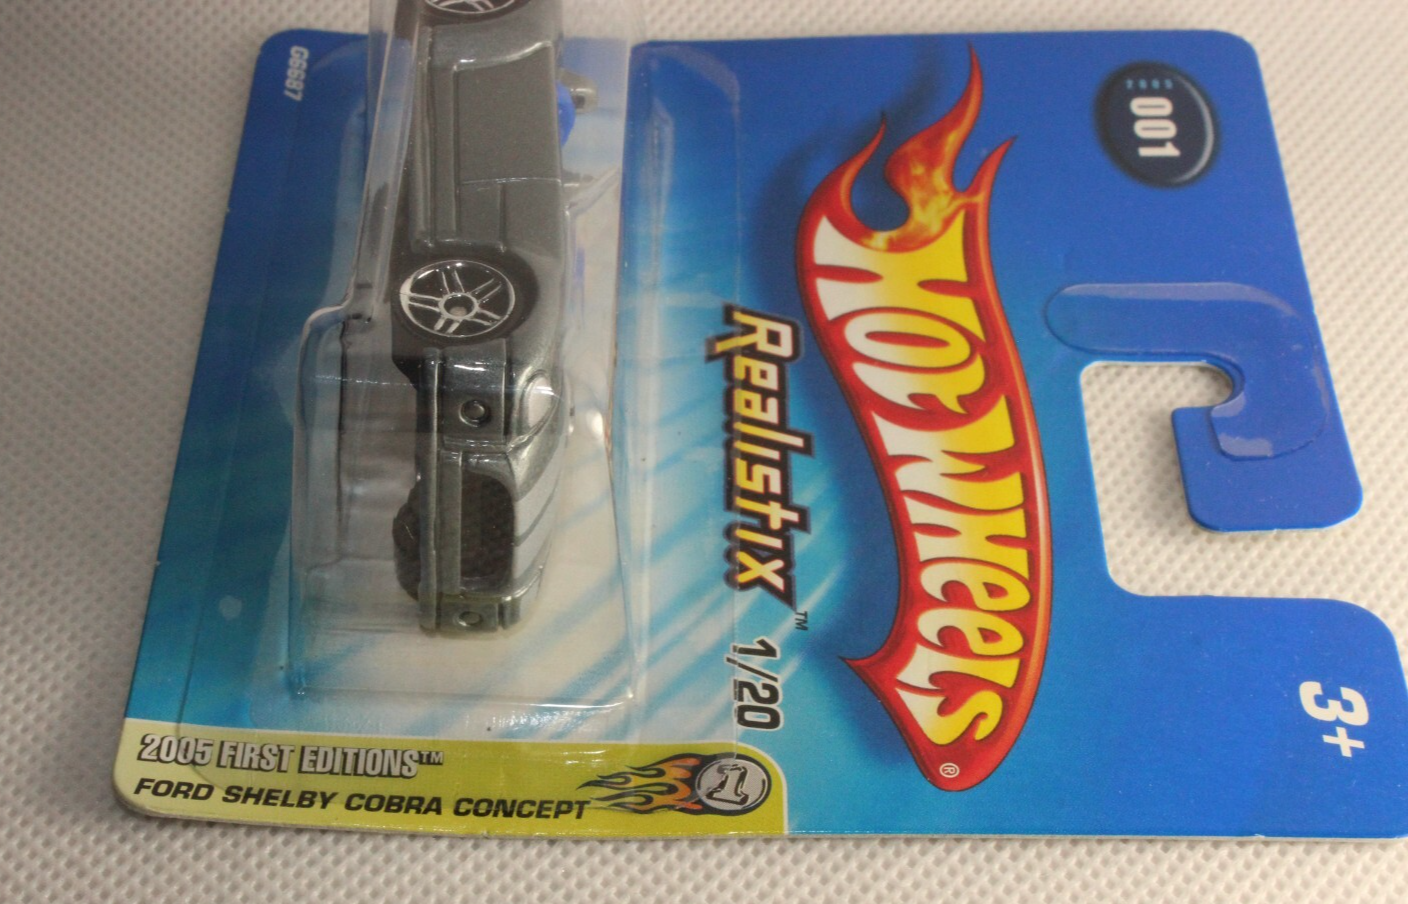 001
3+
HOT WHEELS®
Realistix™ 1/20
G6687
2005 FIRST EDITIONS™
FORD SHELBY COBRA CONCEPT
1